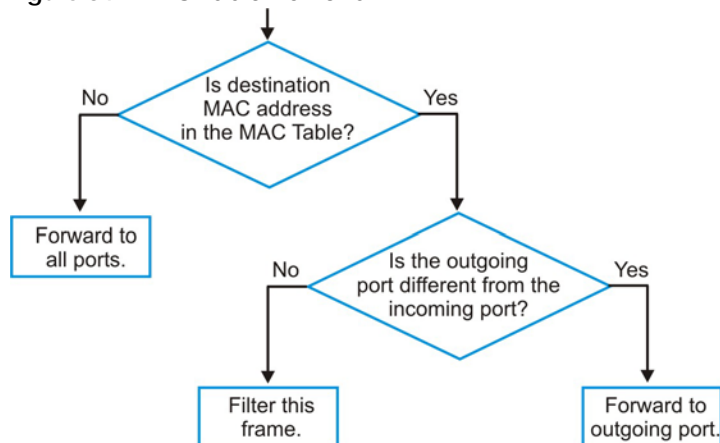 Is destination
MAC address
in the MAC Table?
No
Yes
Forward to
all ports.
Is the outgoing
port different from the
incoming port?
No
Yes
Filter this
frame.
Forward to
outgoing port.